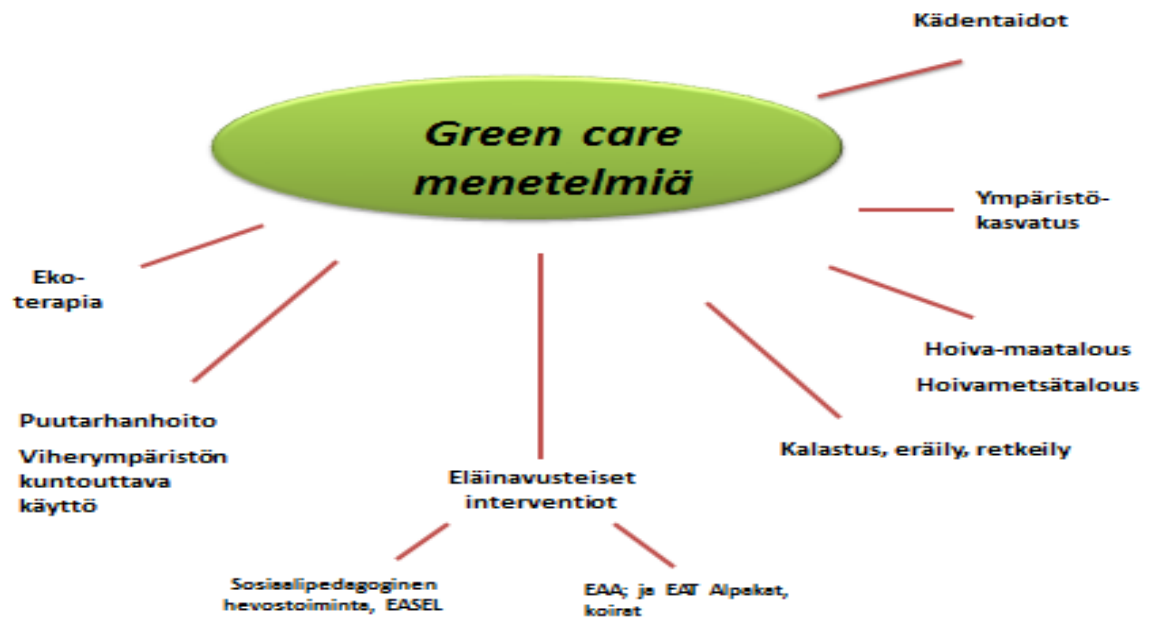 Kädentaidot
Green care
menetelmiä
Ympäristö-
kasvatus
Eko-
terapia
Hoiva-maatalous
Hoivametsätalous
Puutarhanhoito
Viherympäristön
kuntouttava
käyttö
Kalastus, eräily, retkeily
Eläinavusteiset
interventiot
Sosiaalipedagoginen
hevostoiminta, EASEL
EAA; ja EAT Alpakat,
koirat